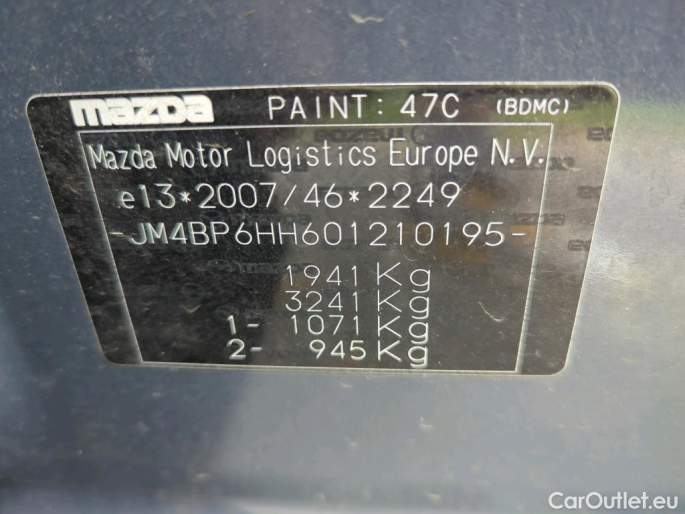 mazda PAINT: 47C (BDMC)
Mazda Motor Logistics Europe N.V.
e13*2007/46*2249
-JM4BP6HH601210195-
1941 Kg
3241 Kg
1- 1071 Kg
2- 945 Kg
CarOutlet.eu